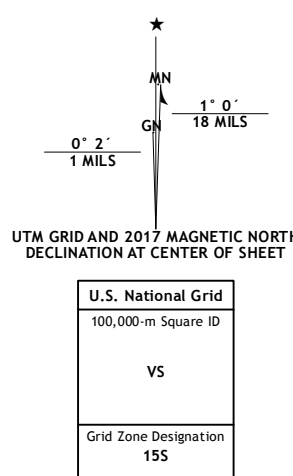 ★
MN
1° 0´
18 MILS
GN
0° 2´
1 MILS
UTM GRID AND 2017 MAGNETIC NORTH
DECLINATION AT CENTER OF SHEET
U.S. National Grid
100,000-m Square ID
VS
Grid Zone Designation
15S